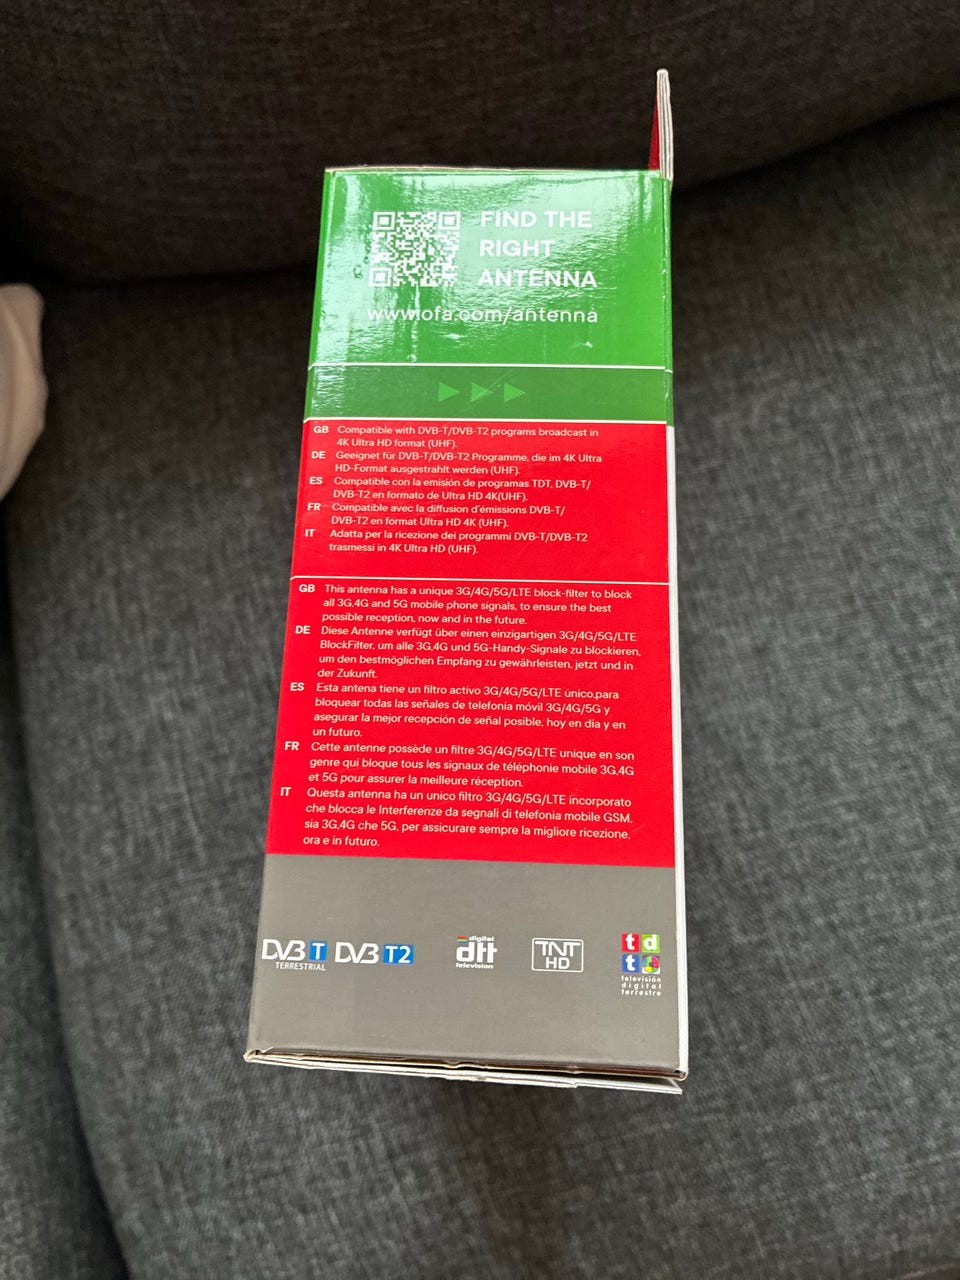 FIND THE
RIGHT
ANTENNA
www.ofa.com/antenna
GB Compatible with DVB-T/DVB-T2 programs broadcast in
4K Ultra HD format (UHF).
DE Geeignet für DVB-T/DVB-T2 Programme, die im 4K Ultra
HD-Format ausgestrahlt werden (UHF).
ES Compatible con la emisión de programas TDT, DVB-T/
DVB-T2 en formato de Ultra HD 4K(UHF).
FR Compatible avec la diffusion d'émissions DVB-T/
DVB-T2 en format Ultra HD 4K (UHF).
IT Adatta per la ricezione dei programmi DVB-T/DVB-T2
trasmessi in 4K Ultra HD (UHF).
GB This antenna has a unique 3G/4G/5G/LTE block-filter to block
all 3G,4G and 5G mobile phone signals, to ensure the best
possible reception, now and in the future.
DE Diese Antenne verfügt über einen einzigartigen 3G/4G/5G/LTE
BlockFilter, um alle 3G,4G und 5G-Handy-Signale zu blockieren,
um den bestmöglichen Empfang zu gewährleisten, jetzt und in
der Zukunft.
ES Esta antena tiene un filtro activo 3G/4G/5G/LTE único,para
bloquear todas las señales de telefonía móvil 3G/4G/5G y
asegurar la mejor recepción de señal posible, hoy en día y en
un futuro.
FR Cette antenne possède un filtre 3G/4G/5G/LTE unique en son
genre qui bloque tous les signaux de téléphonie mobile 3G,4G
et 5G pour assurer la meilleure réception.
IT Questa antenna ha un unico filtro 3G/4G/5G/LTE incorporato
che blocca le Interferenze da segnali di telefonia mobile GSM,
sia 3G,4G che 5G, per assicurare sempre la migliore ricezione,
ora e in futuro.
DVB T
TERRESTRIAL
DVB T2
digital
dtt
television
TNT
HD
td
t
televisión
digital
terrestre